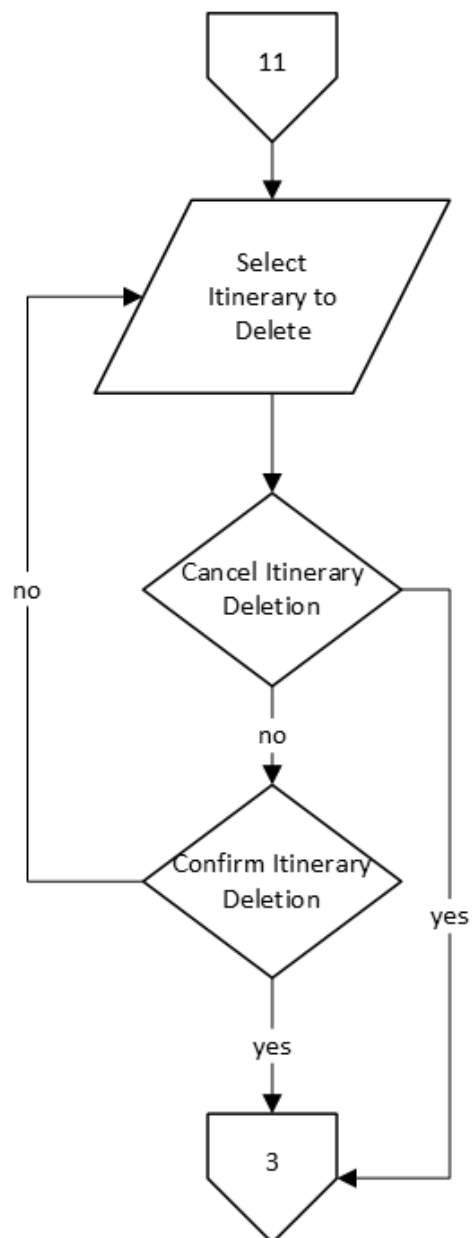 11
Select
Itinerary to
Delete
Cancel Itinerary
Deletion
no
no
Confirm Itinerary
Deletion
yes
yes
3